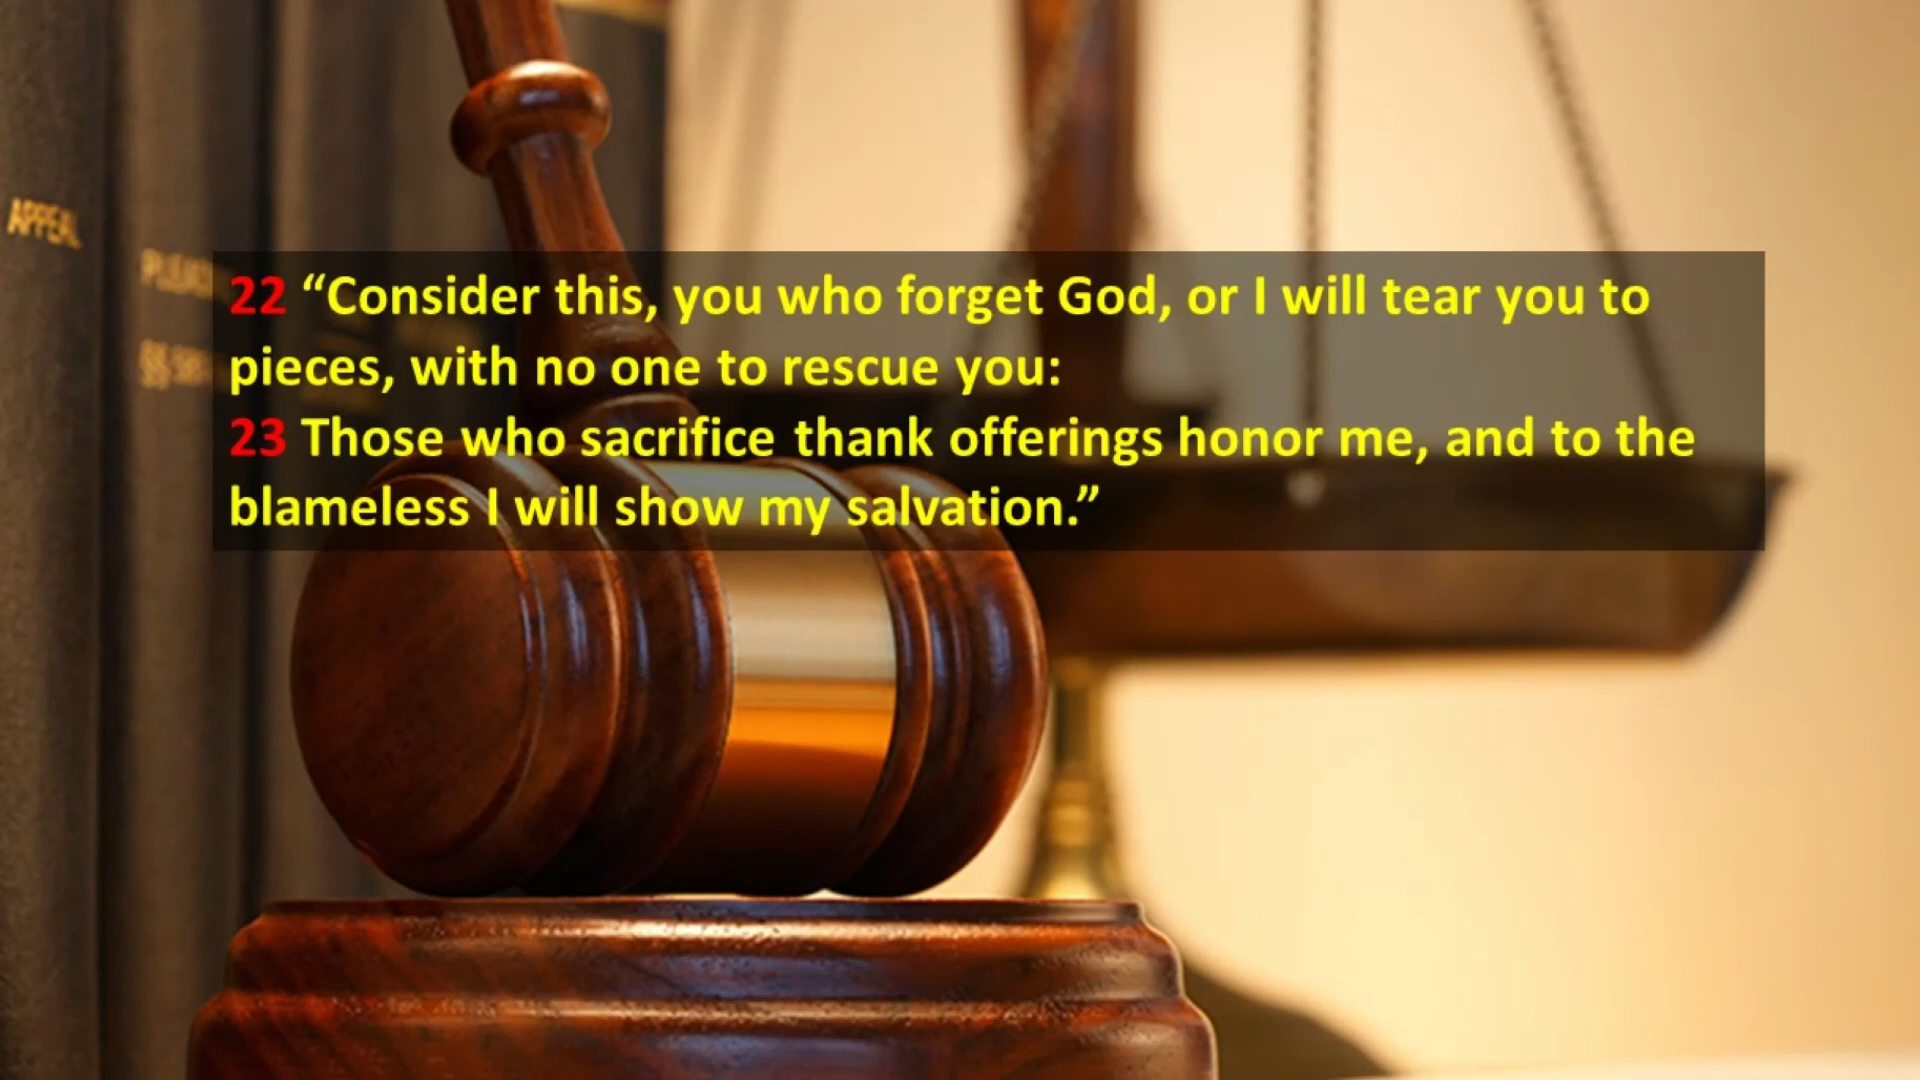 APPEAL
22 “Consider this, you who forget God, or I will tear you to
pieces, with no one to rescue you:
23 Those who sacrifice thank offerings honor me, and to the
blameless I will show my salvation.”